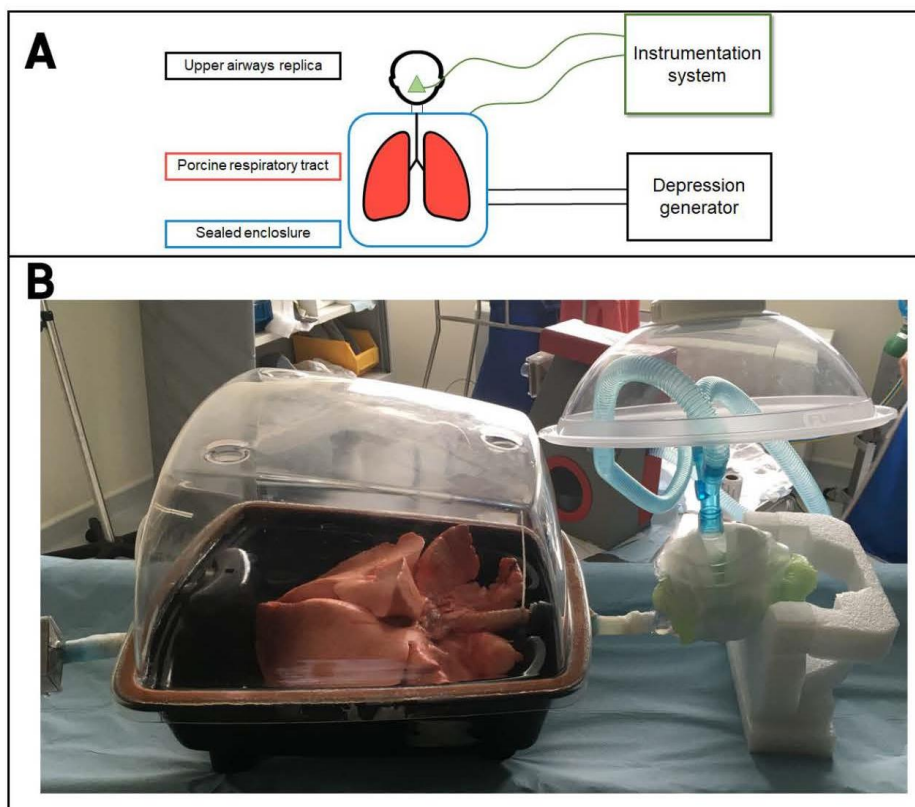 A
Upper airways replica
Instrumentation
system
Porcine respiratory tract
Depression
generator
Sealed encloslure
B